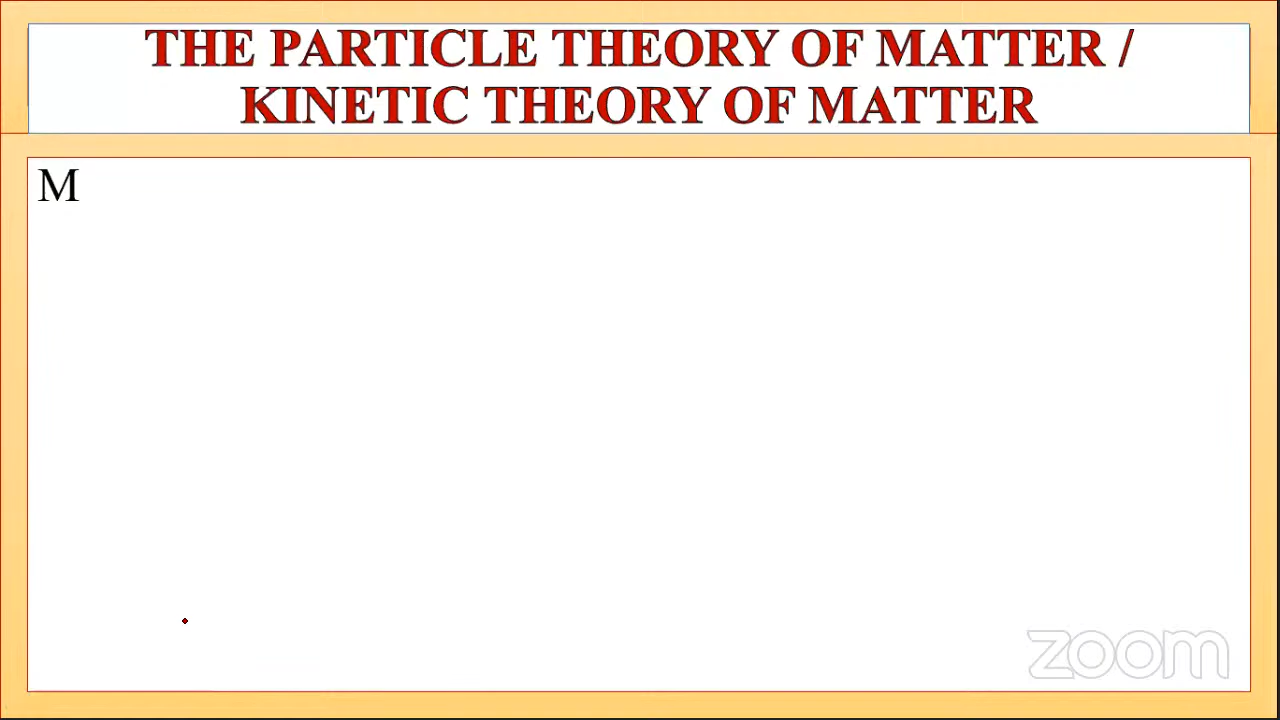 THE PARTICLE THEORY OF MATTER /
KINETIC THEORY OF MATTER
M
zoom